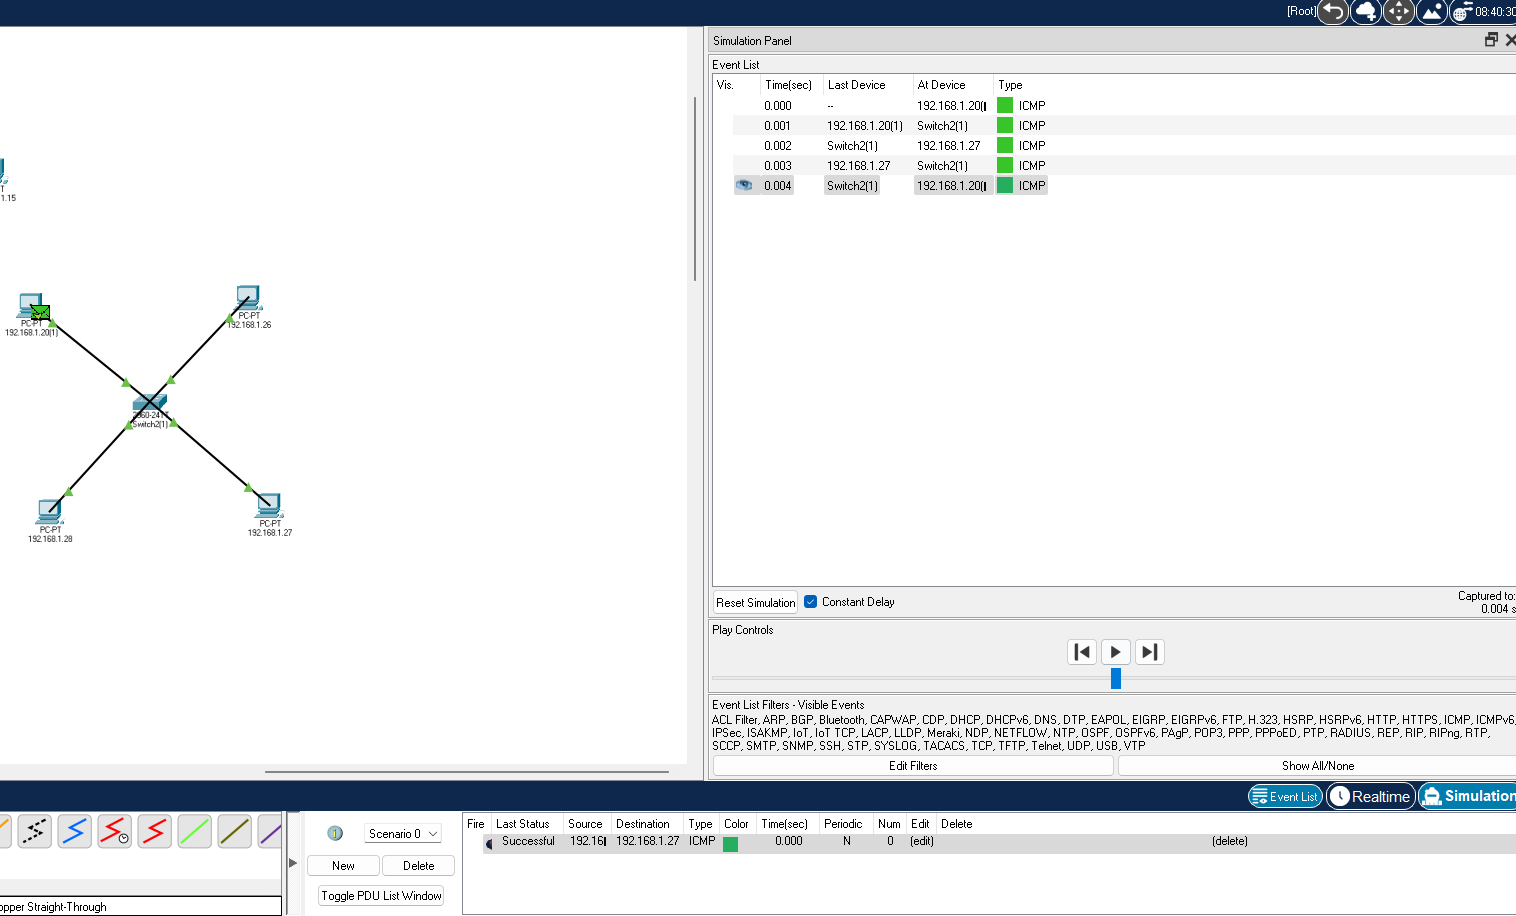 [Root] 08:40:30
Simulation Panel
Event List
Vis. Time(sec) Last Device At Device Type
0.000 -- 192.168.1.20( ICMP
0.001 192.168.1.20(1) Switch2(1) ICMP
0.002 Switch2(1) 192.168.1.27 ICMP
0.003 192.168.1.27 Switch2(1) ICMP
0.004 Switch2(1) 192.168.1.20( ICMP
T
1.15
PC-PT
192.168.1.20(1)
PC-PT
192.168.1.26
2960-24T
Switch2(1)
PC-PT
192.168.1.28
PC-PT
192.168.1.27
Reset Simulation Constant Delay
Captured to:
0.004 s
Play Controls
Event List Filters - Visible Events
ACL Filter, ARP, BGP, Bluetooth, CAPWAP, CDP, DHCP, DHCPv6, DNS, DTP, EAPOL, EIGRP, EIGRPv6, FTP, H.323, HSRP, HSRPv6, HTTP, HTTPS, ICMP, ICMPv6,
IPSec, ISAKMP, IoT, IoT TCP, LACP, LLDP, Meraki, NDP, NETFLOW, NTP, OSPF, OSPFv6, PAgP, POP3, PPP, PPPoED, PTP, RADIUS, REP, RIP, RIPng, RTP,
SCCP, SMTP, SNMP, SSH, STP, SYSLOG, TACACS, TCP, TFTP, Telnet, UDP, USB, VTP
Edit Filters Show All/None
Event List Realtime Simulation
Scenario 0
New Delete
Toggle PDU List Window
Fire Last Status Source Destination Type Color Time(sec) Periodic Num Edit Delete
Successful 192.16 192.168.1.27 ICMP 0.000 N 0 (edit) (delete)
opper Straight-Through